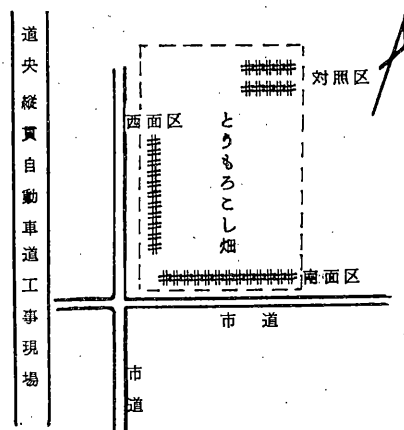 道央縦貫自動車道工事現場
対照区
西面区
とうもろこし畑
南面区
市道
市道